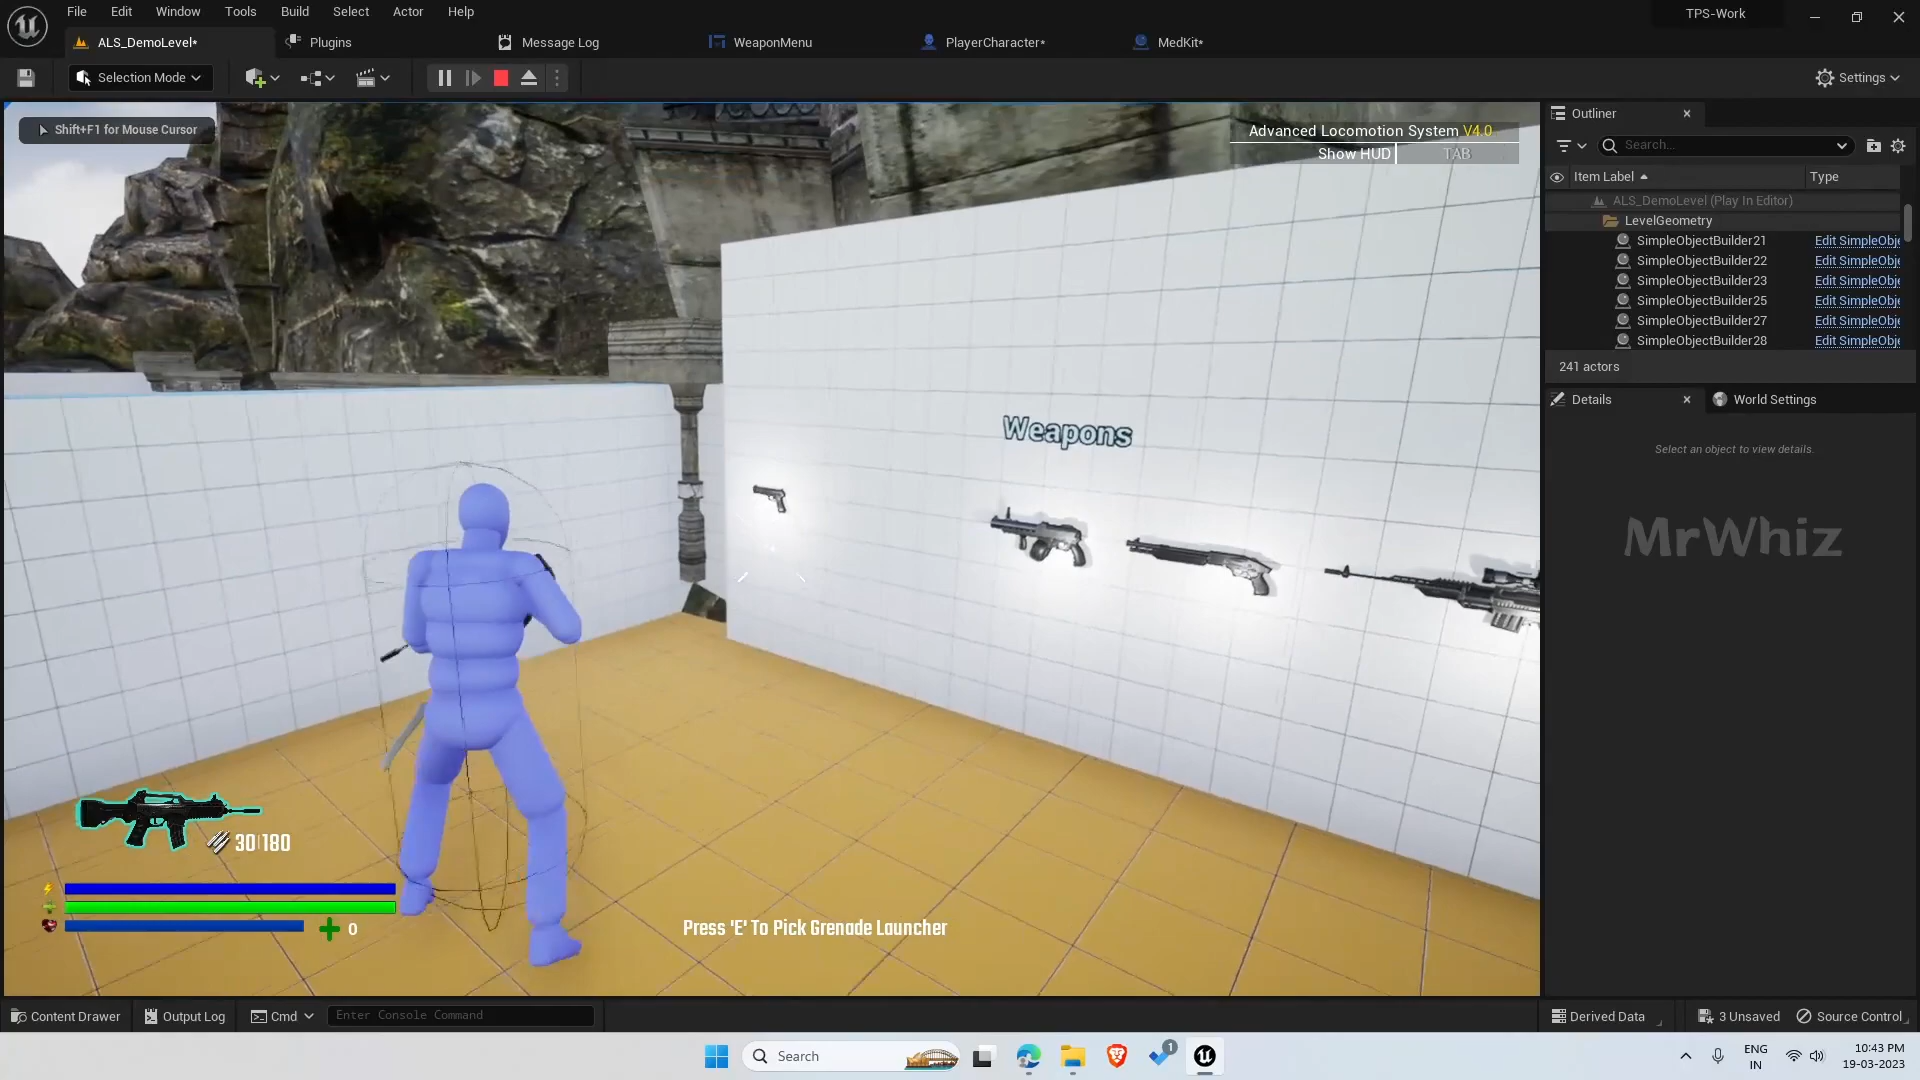 File Edit Window Tools Build Select Actor Help
TPS-Work
ALS_DemoLevel*
Plugins
Message Log
WeaponMenu
PlayerCharacter*
MedKit*
Selection Mode
Settings
Shift+F1 for Mouse Cursor
Advanced Locomotion System V4.0
Show HUD
TAB
Weapons
30 180
0
Press 'E' To Pick Grenade Launcher
Outliner
Search...
Item Label
Type
ALS_DemoLevel (Play In Editor)
LevelGeometry
SimpleObjectBuilder21 Edit SimpleObje
SimpleObjectBuilder22 Edit SimpleObje
SimpleObjectBuilder23 Edit SimpleObje
SimpleObjectBuilder25 Edit SimpleObje
SimpleObjectBuilder27 Edit SimpleObje
SimpleObjectBuilder28 Edit SimpleObje
241 actors
Details
World Settings
Select an object to view details.
MrWhiz
Content Drawer
Output Log
Cmd
Enter Console Command
Derived Data
3 Unsaved
Source Control
Search
1
ENG
IN
10:43 PM
19-03-2023